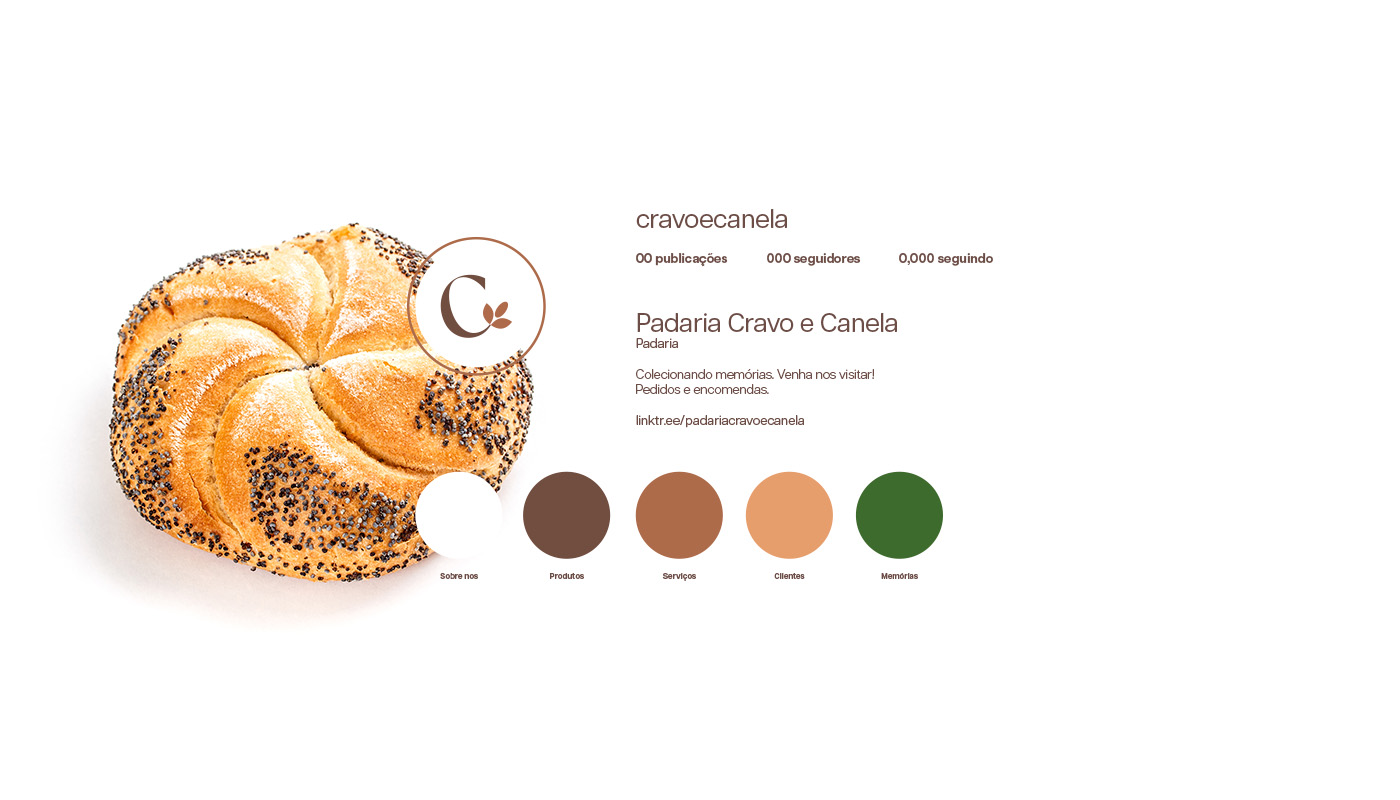 cravoecanela
00 publicações 000 seguidores 0,000 seguindo
C
Padaria Cravo e Canela
Padaria
Colecionando memórias. Venha nos visitar!
Pedidos e encomendas.
linktr.ee/padariacravoecanela
Sobre nos Produtos Serviços Clientes Memórias